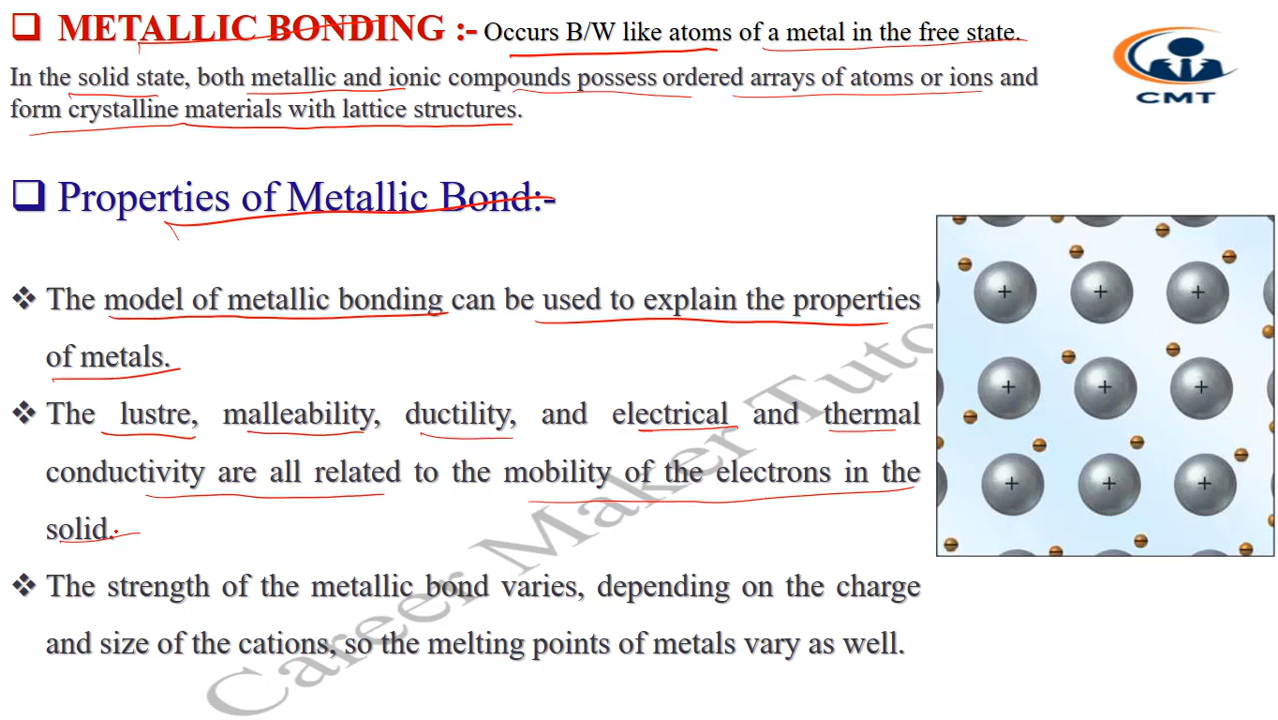 ❑ METALLIC BONDING :- Occurs B/W like atoms of a metal in the free state.
In the solid state, both metallic and ionic compounds possess ordered arrays of atoms or ions and
form crystalline materials with lattice structures.
CMT
❑ Properties of Metallic Bond:-
❖ The model of metallic bonding can be used to explain the properties
of metals.
❖ The lustre, malleability, ductility, and electrical and thermal
conductivity are all related to the mobility of the electrons in the
solid.
❖ The strength of the metallic bond varies, depending on the charge
and size of the cations, so the melting points of metals vary as well.
+ + +
+ + +
+ + +
Career Maker Tuto